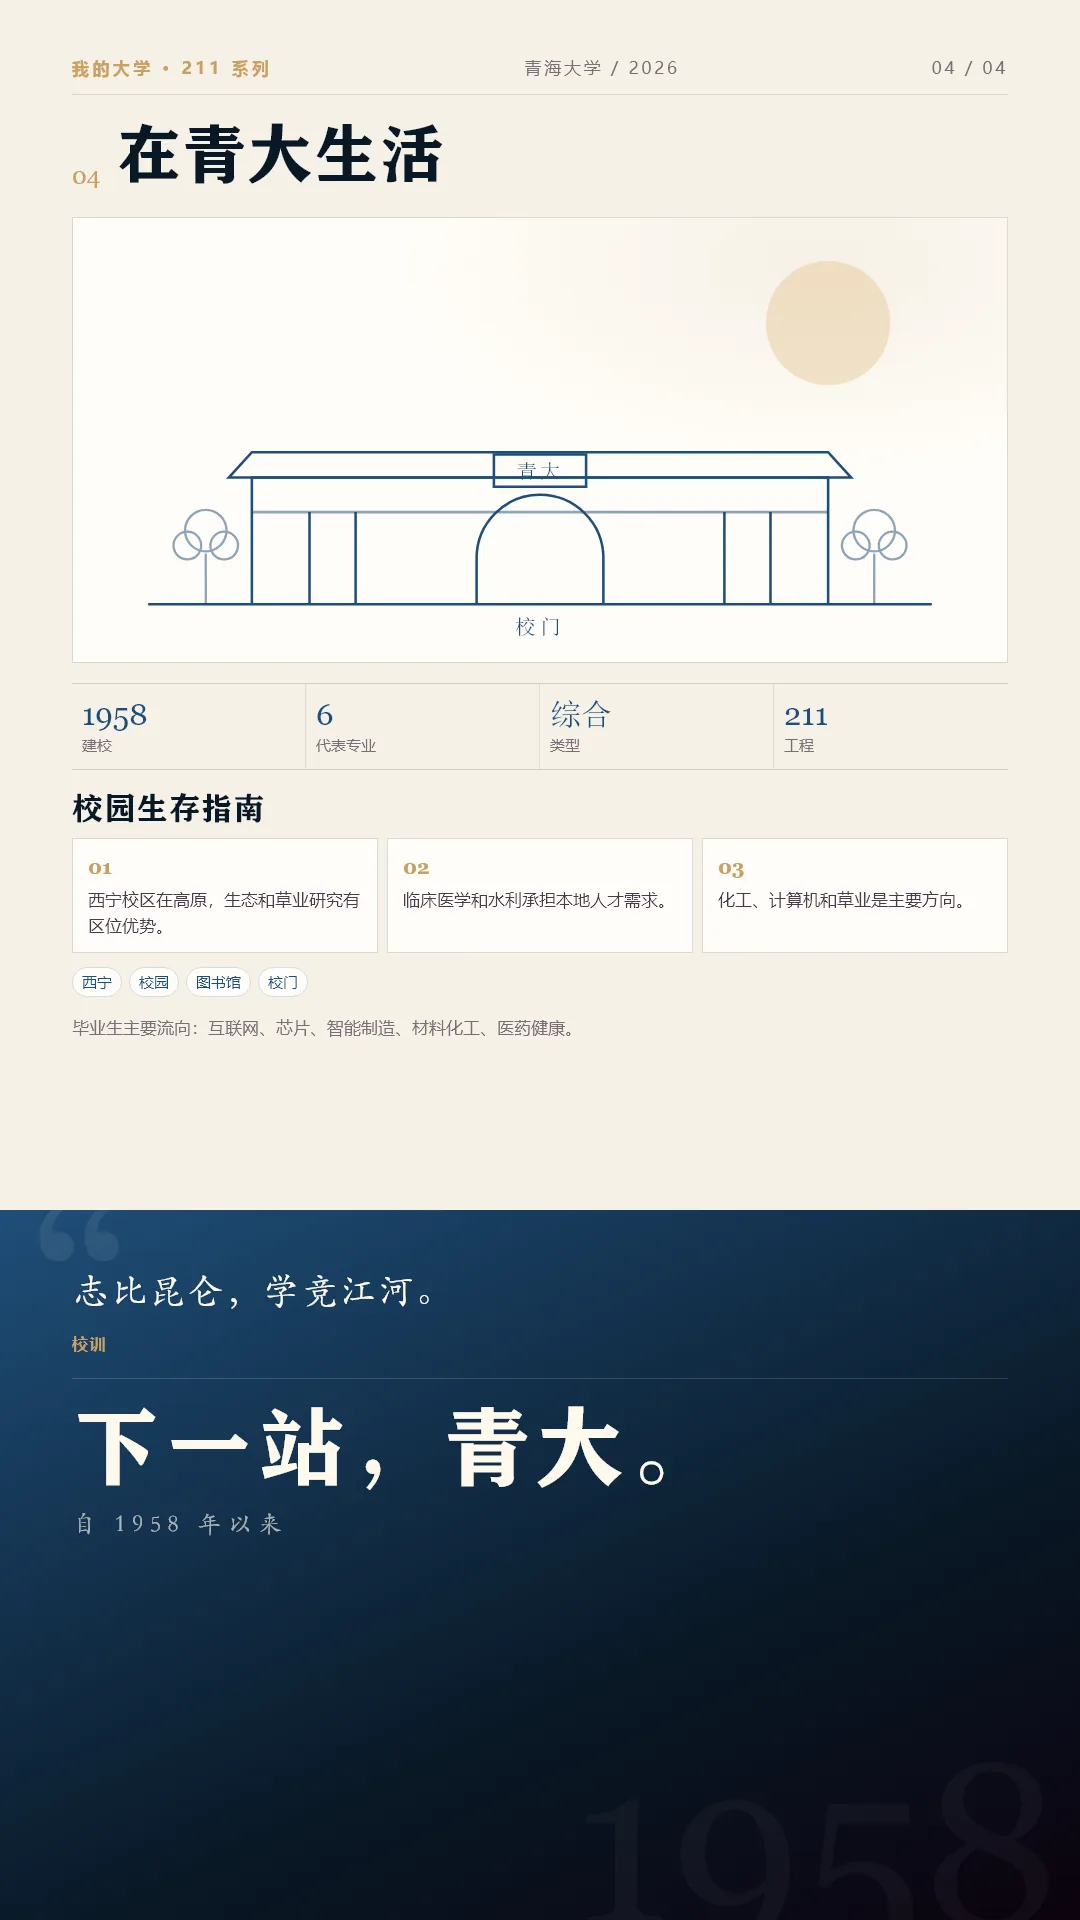 我的大学 · 211 系列
青海大学 / 2026
04 / 04
04
在青大生活
青大
校门
1958
建校
6
代表专业
综合
类型
211
工程
校园生存指南
01
西宁校区在高原，生态和草业研究有
区位优势。
02
临床医学和水利承担本地人才需求。
03
化工、计算机和草业是主要方向。
西宁
校园
图书馆
校门
毕业生主要流向：互联网、芯片、智能制造、材料化工、医药健康。
“
志比昆仑，学竞江河。
校训
下一站，青大。
自 1958 年以来
1958